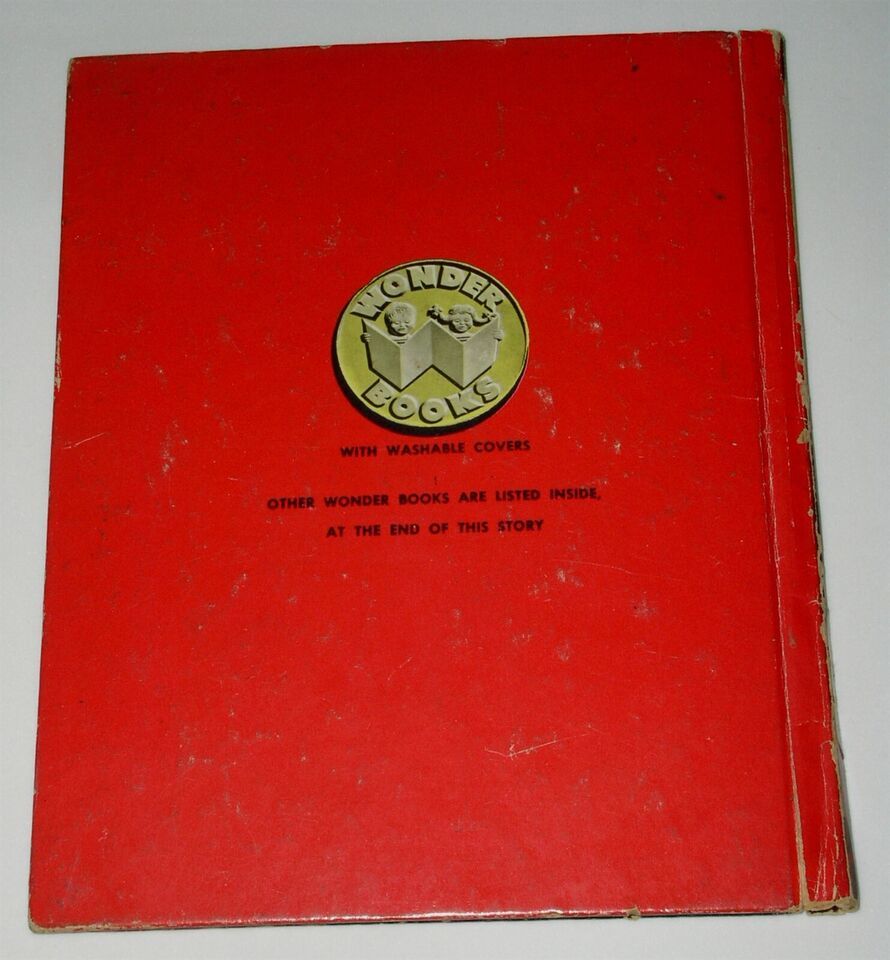 WONDER
BOOKS
WITH WASHABLE COVERS
OTHER WONDER BOOKS ARE LISTED INSIDE,
AT THE END OF THIS STORY